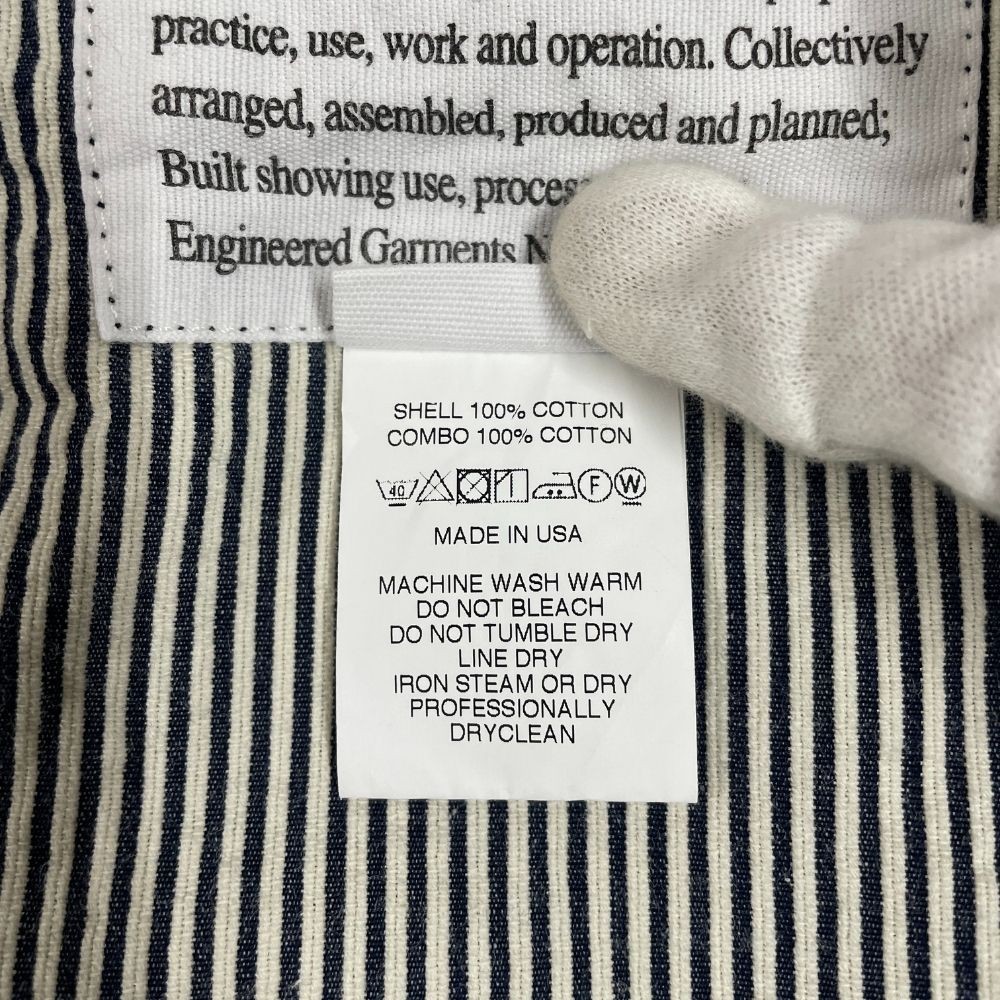 practice, use, work and operation. Collectively
arranged, assembled, produced and planned;
Built showing use, process
Engineered Garments N
SHELL 100% COTTON
COMBO 100% COTTON
40 F W
MADE IN USA
MACHINE WASH WARM
DO NOT BLEACH
DO NOT TUMBLE DRY
LINE DRY
IRON STEAM OR DRY
PROFESSIONALLY
DRYCLEAN